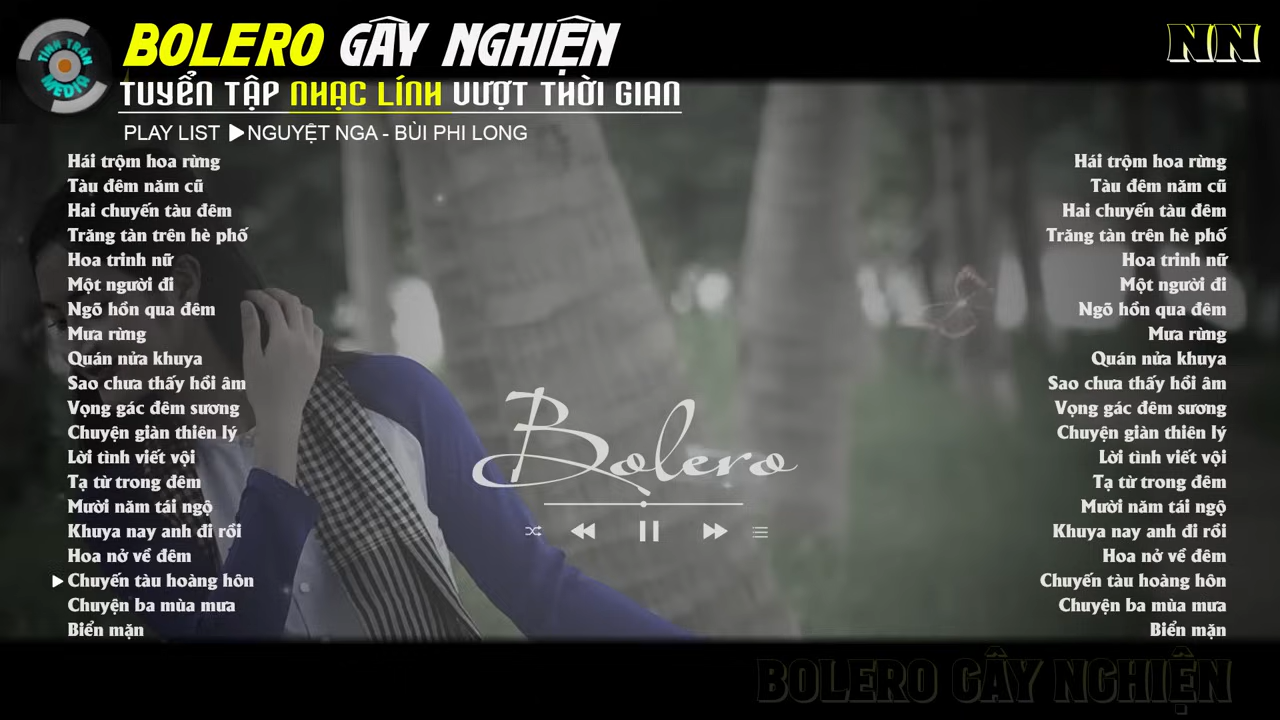 TÌNH TRẦN
MEDIA
BOLERO GÂY NGHIỆN
NN
TUYỂN TẬP NHẠC LÍNH VƯỢT THỜI GIAN
PLAY LIST NGUYỆT NGA - BÙI PHI LONG
Hái trộm hoa rừng
Tàu đêm năm cũ
Hai chuyến tàu đêm
Trăng tàn trên hè phố
Hoa trinh nữ
Một người đi
Ngõ hồn qua đêm
Mưa rừng
Quán nửa khuya
Sao chưa thấy hồi âm
Vọng gác đêm sương
Chuyện giàn thiên lý
Lời tình viết vội
Tạ từ trong đêm
Mười năm tái ngộ
Khuya nay anh đi rồi
Hoa nở về đêm
Chuyến tàu hoàng hôn
Chuyện ba mùa mưa
Biển mặn
Bolero
Hái trộm hoa rừng
Tàu đêm năm cũ
Hai chuyến tàu đêm
Trăng tàn trên hè phố
Hoa trinh nữ
Một người đi
Ngõ hồn qua đêm
Mưa rừng
Quán nửa khuya
Sao chưa thấy hồi âm
Vọng gác đêm sương
Chuyện giàn thiên lý
Lời tình viết vội
Tạ từ trong đêm
Mười năm tái ngộ
Khuya nay anh đi rồi
Hoa nở về đêm
Chuyến tàu hoàng hôn
Chuyện ba mùa mưa
Biển mặn
BOLERO GÂY NGHIỆN